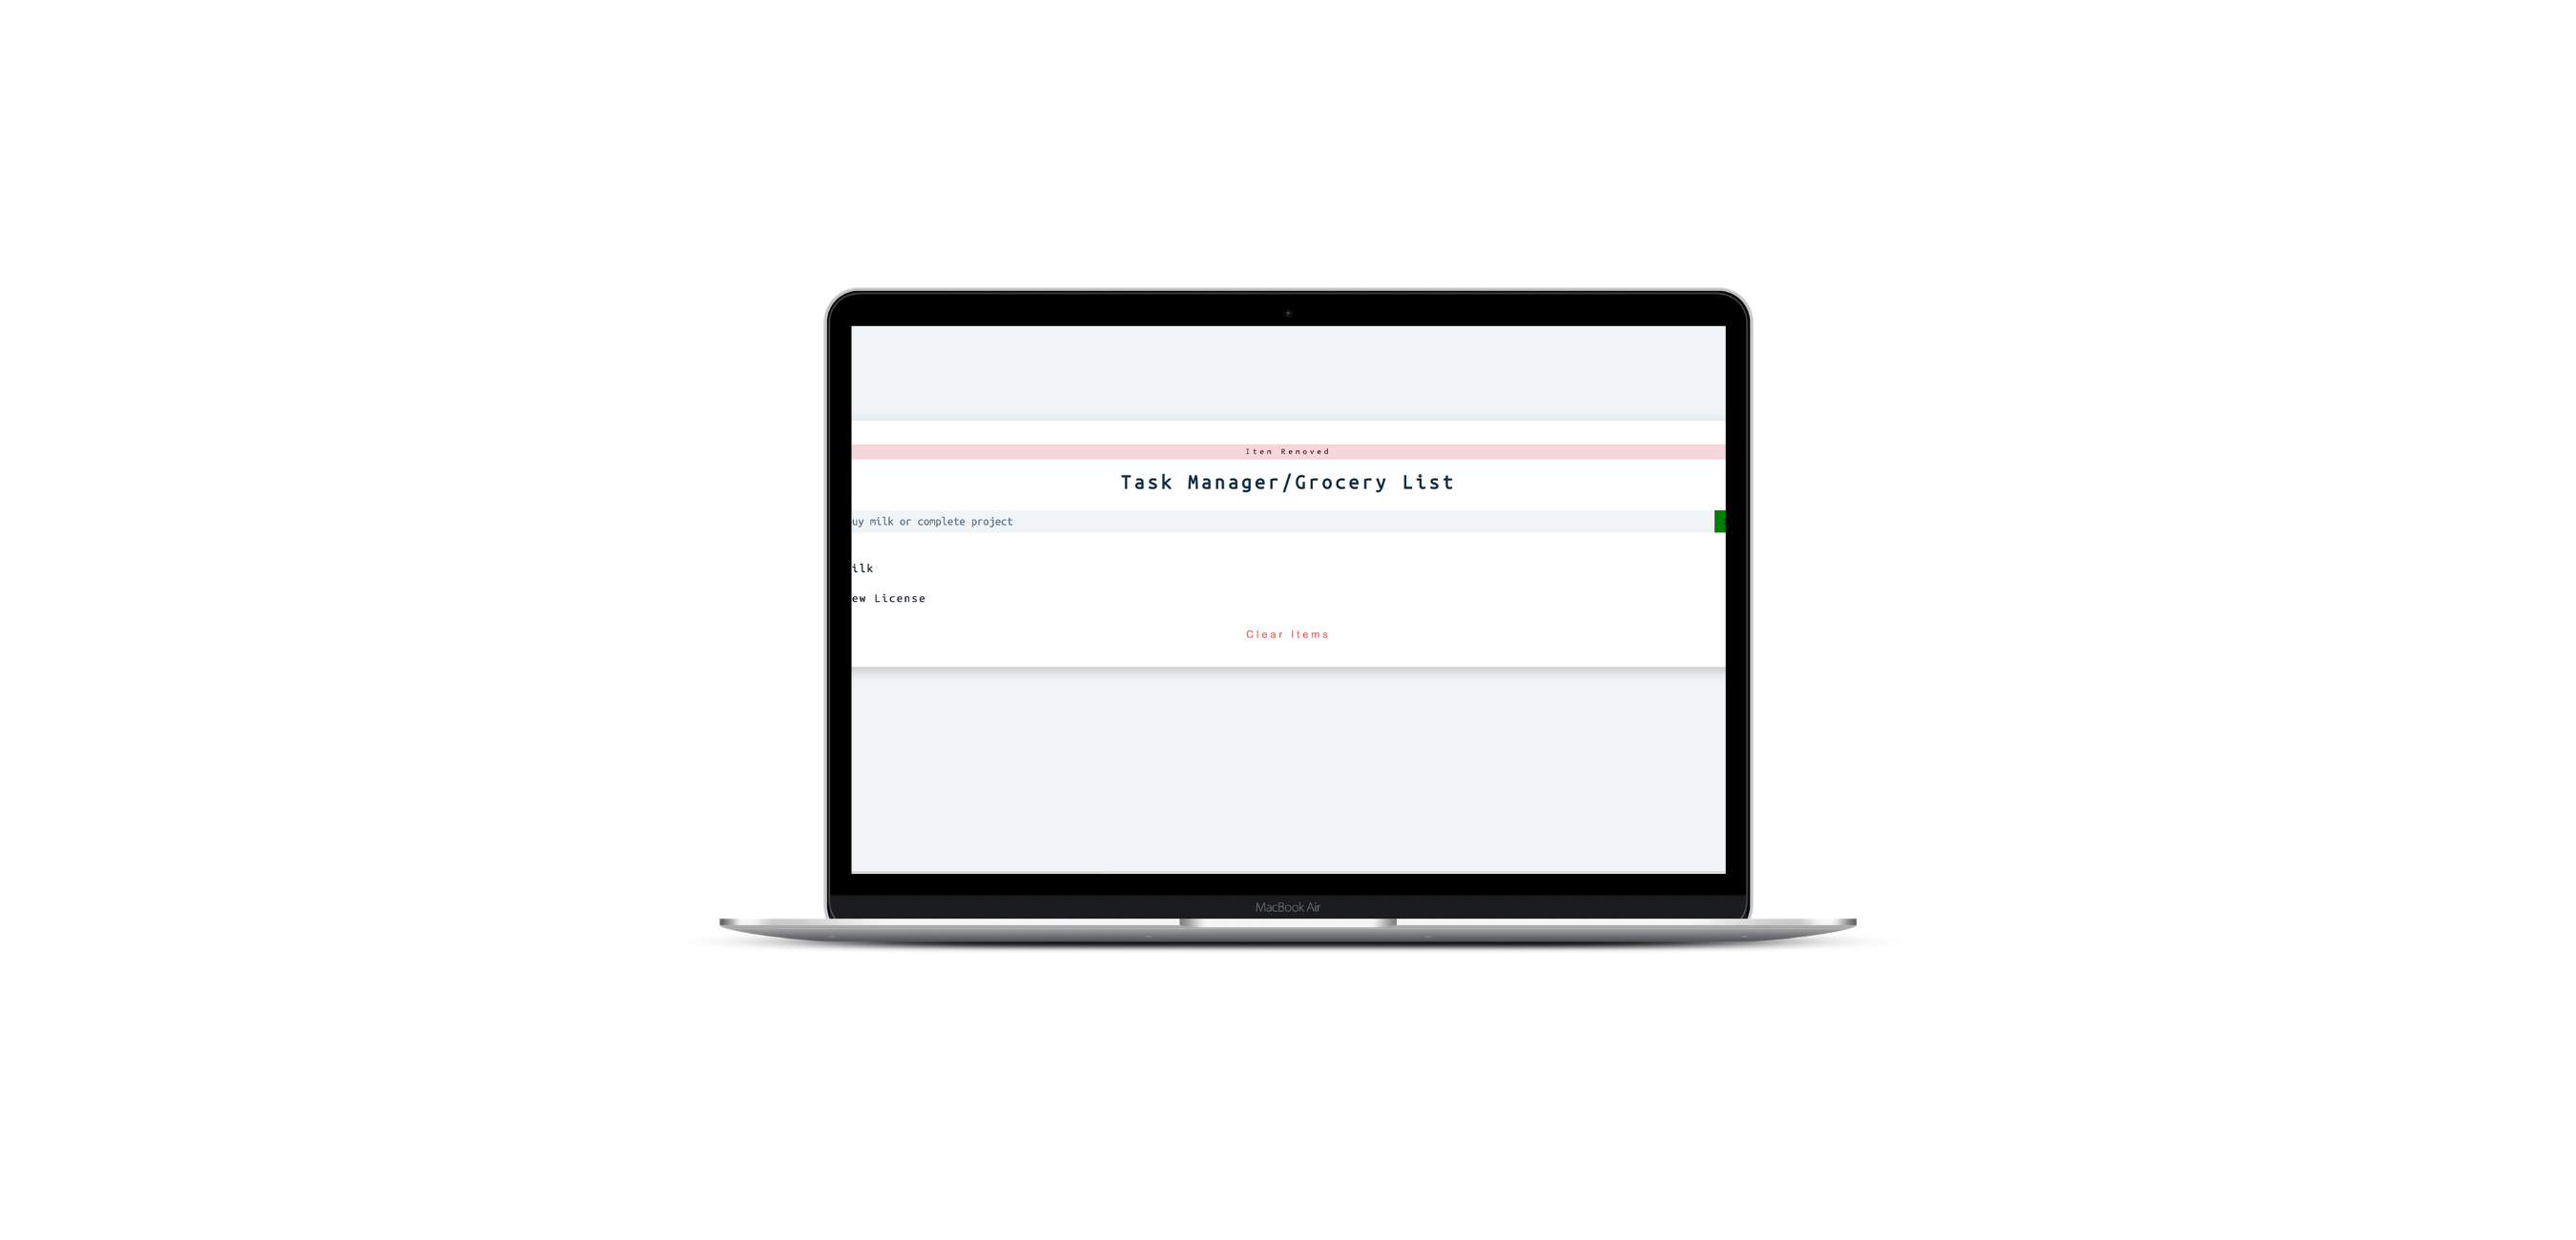 Item Removed
Task Manager/Grocery List
uy milk or complete project
ilk
ew License
Clear Items
MacBook Air